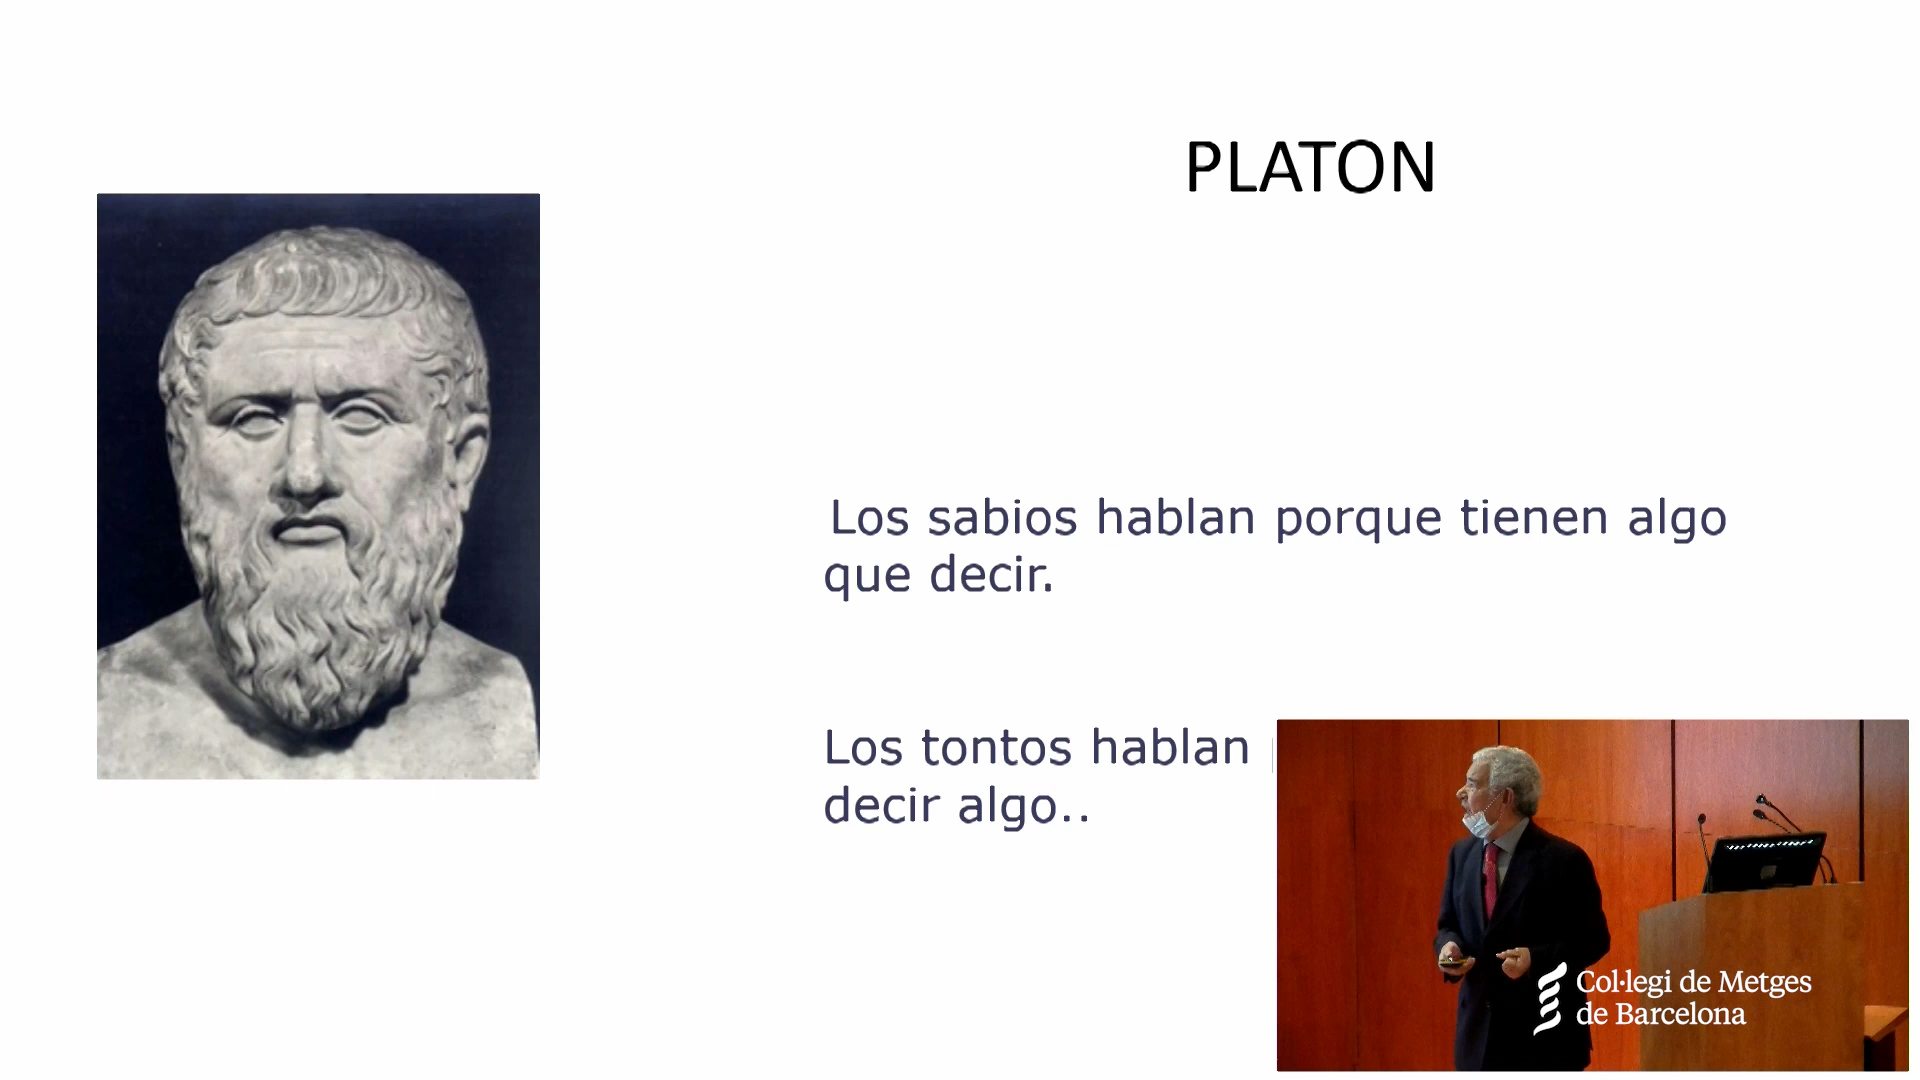 PLATON
Los sabios hablan porque tienen algo
que decir.
Los tontos hablan
decir algo..
Col·legi de Metges
de Barcelona